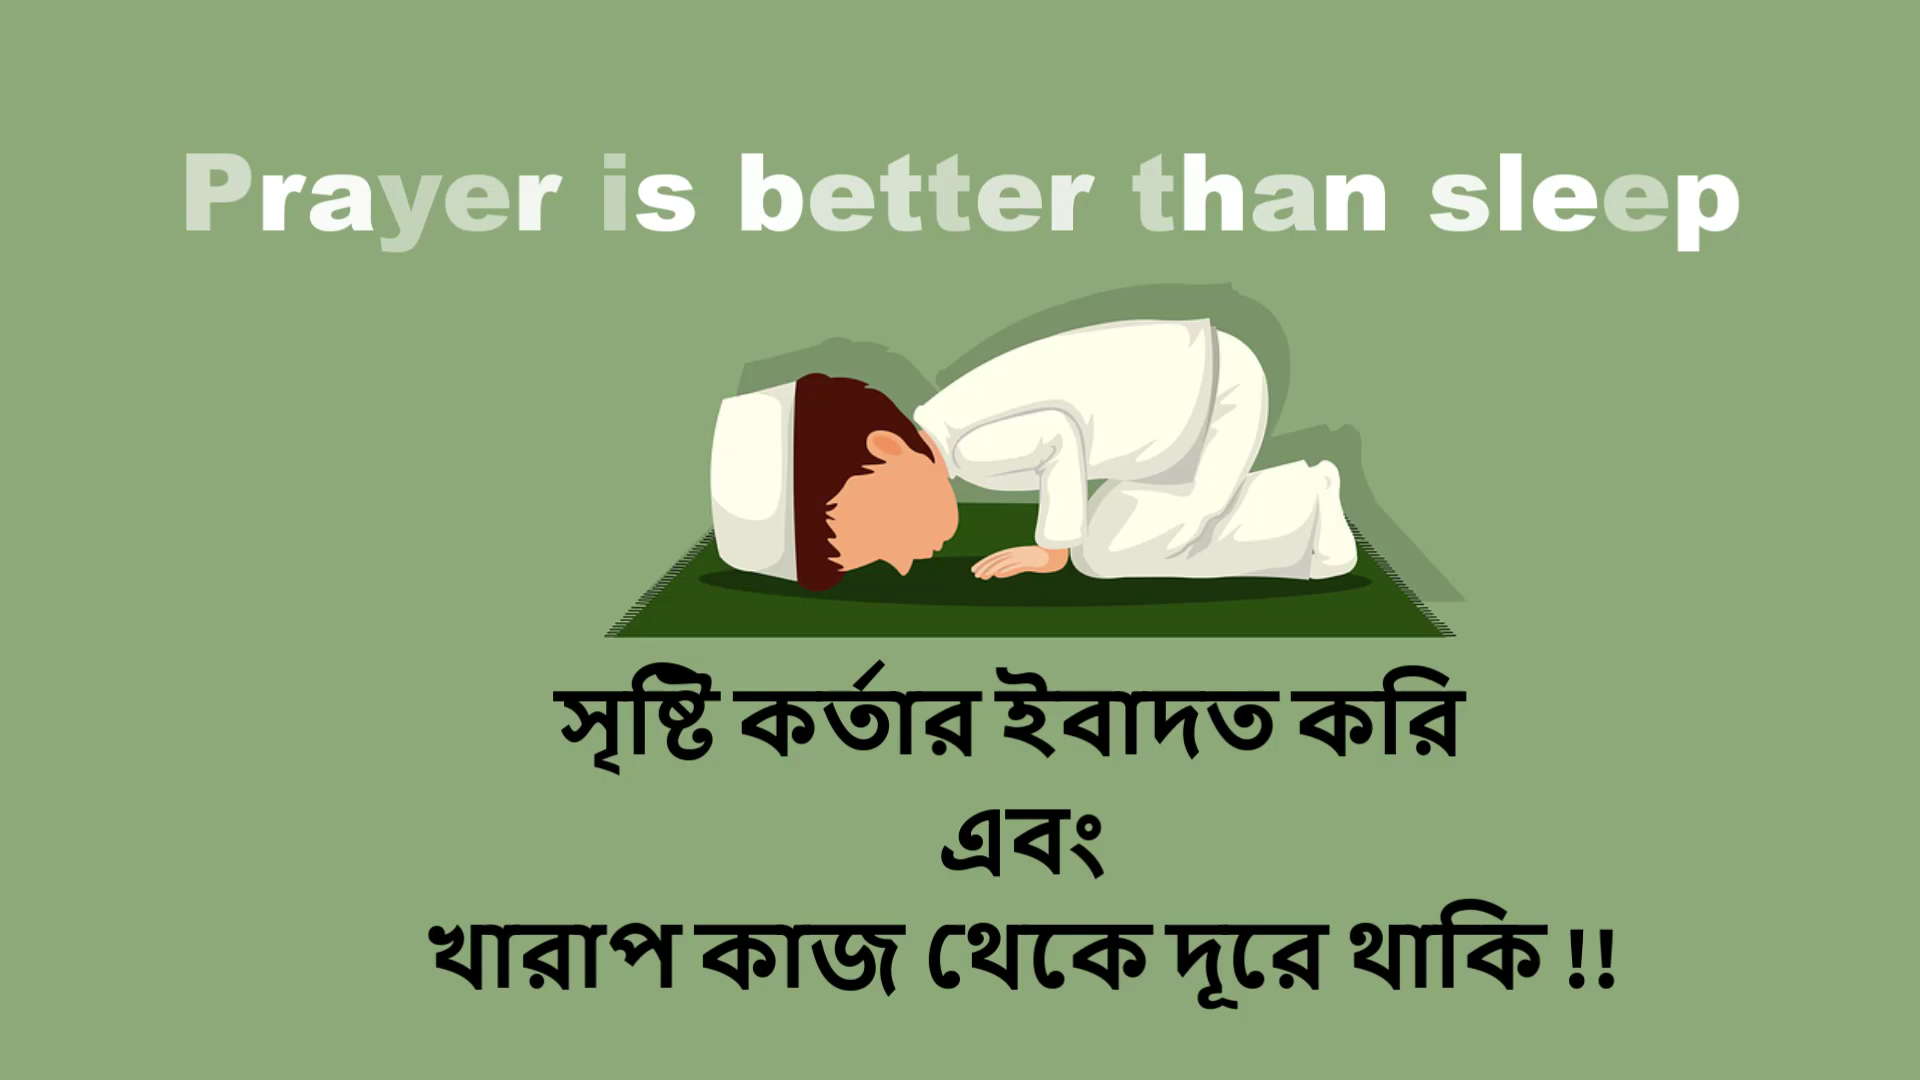 Prayer is better than sleep
সৃষ্টি কর্তার ইবাদত করি
এবং
খারাপ কাজ থেকে দূরে থাকি !!